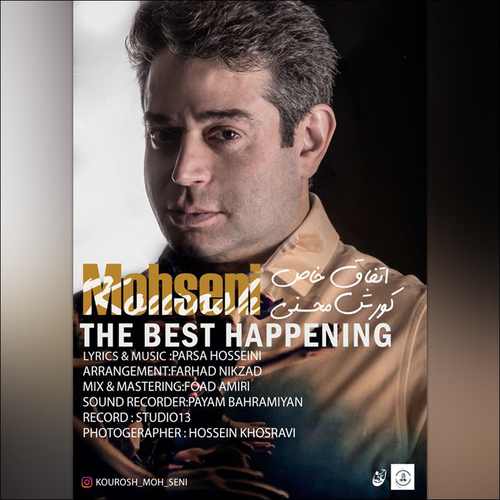 Mohseni
Kourosh
اتفاق خاص
کورش محسنی
THE BEST HAPPENING
LYRICS & MUSIC :PARSA HOSSEINI
ARRANGEMENT:FARHAD NIKZAD
MIX & MASTERING:FOAD AMIRI
SOUND RECORDER:PAYAM BAHRAMIYAN
RECORD : STUDIO13
PHOTOGERAPHER : HOSSEIN KHOSRAVI
KOUROSH_MOH_SENI